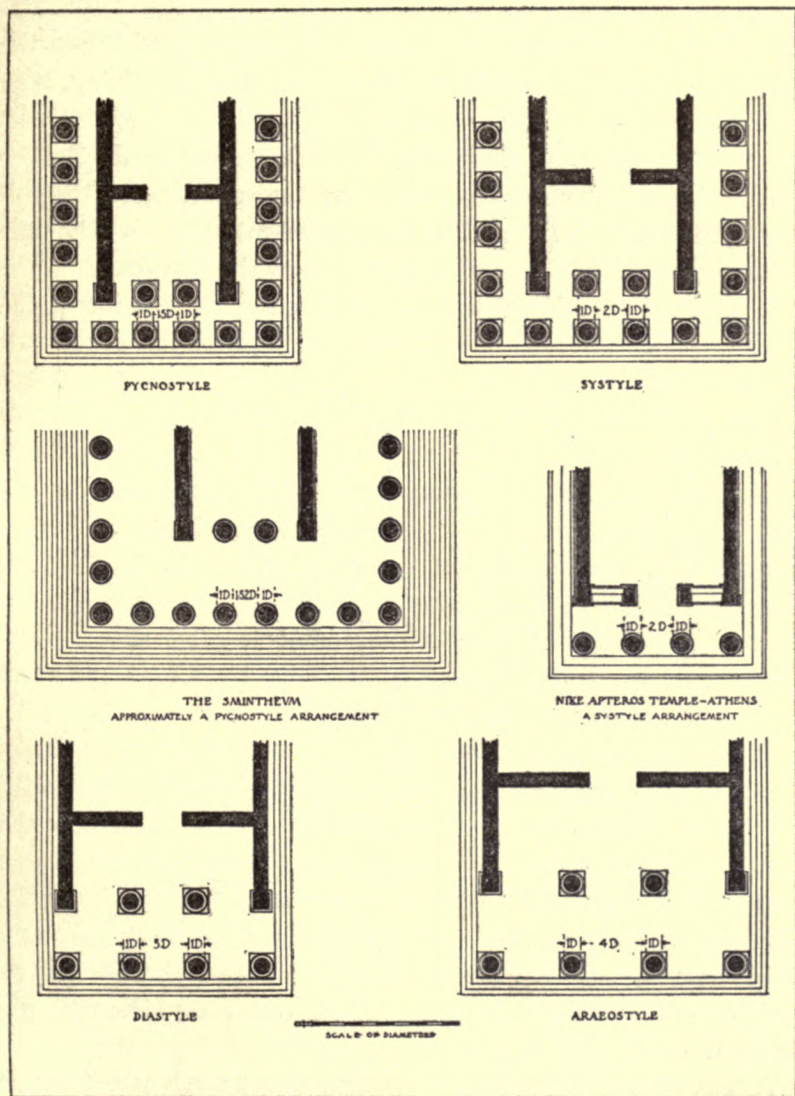 1D 1.5D 1D
PYCNOSTYLE
1D 2D 1D
SYSTYLE
1D 1.52D 1D
THE SMINTHEVM
APPROXIMATELY A PYCNOSTYLE ARRANGEMENT
1D 2D 1D
NIKE APTEROS TEMPLE-ATHENS
A SYSTYLE ARRANGEMENT
1D 3D 1D
DIASTYLE
1D 4D 1D
ARAEOSTYLE
SCALE OF DIAMETERS